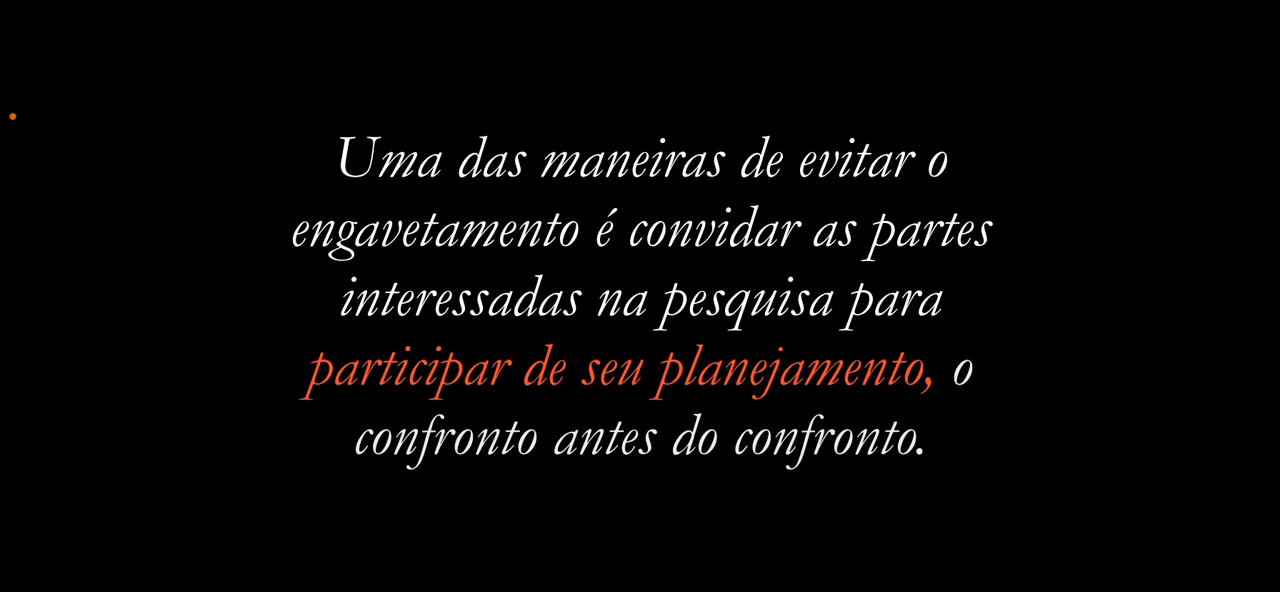 Uma das maneiras de evitar o
engavetamento é convidar as partes
interessadas na pesquisa para
participar de seu planejamento, o
confronto antes do confronto.